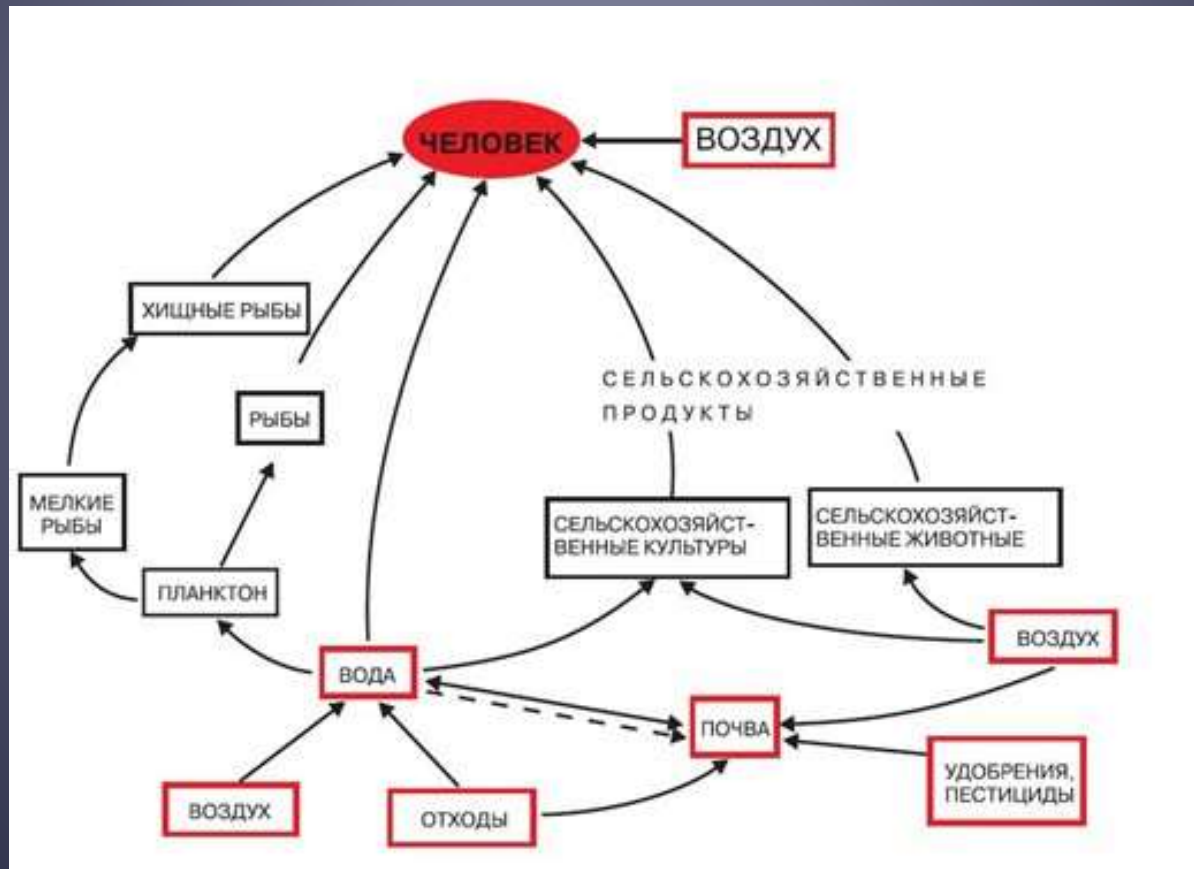 ЧЕЛОВЕК
ВОЗДУХ
ХИЩНЫЕ РЫБЫ
СЕЛЬСКОХОЗЯЙСТВЕННЫЕ
ПРОДУКТЫ
РЫБЫ
МЕЛКИЕ
РЫБЫ
СЕЛЬСКОХОЗЯЙСТ-
ВЕННЫЕ КУЛЬТУРЫ
СЕЛЬСКОХОЗЯЙСТ-
ВЕННЫЕ ЖИВОТНЫЕ
ПЛАНКТОН
ВОЗДУХ
ВОДА
ПОЧВА
УДОБРЕНИЯ,
ПЕСТИЦИДЫ
ВОЗДУХ
ОТХОДЫ